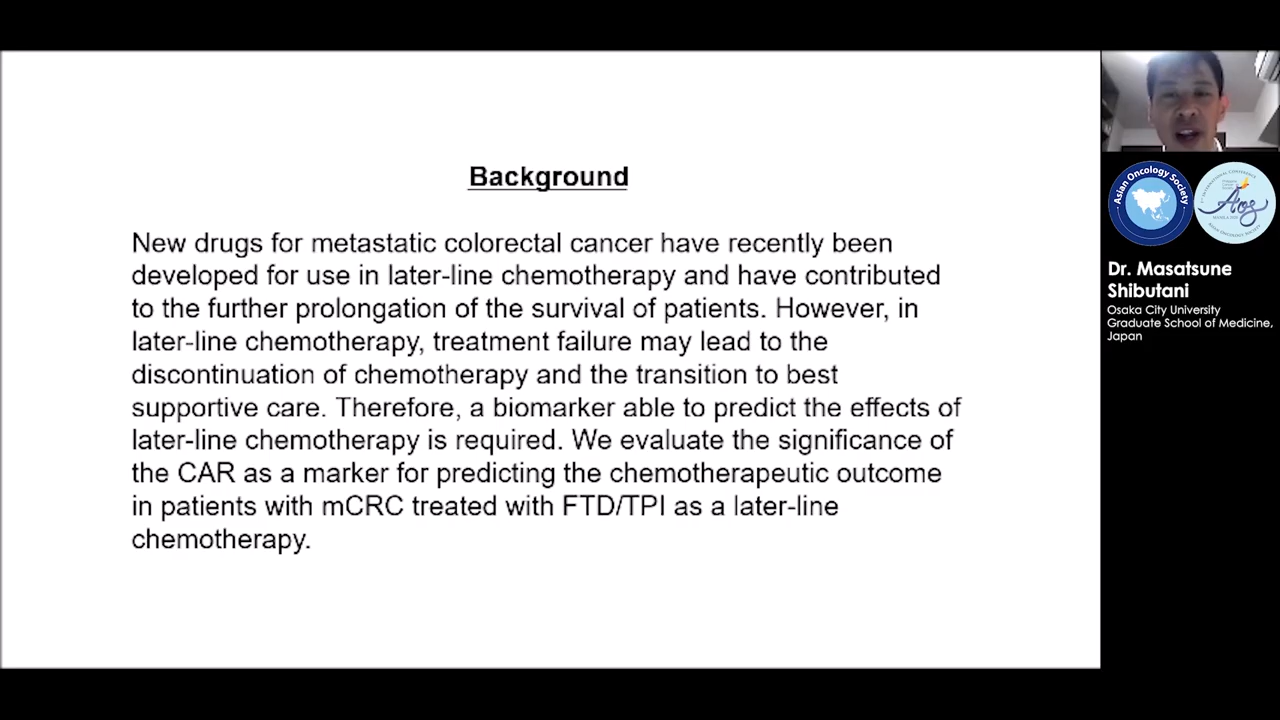 Background
New drugs for metastatic colorectal cancer have recently been
developed for use in later-line chemotherapy and have contributed
to the further prolongation of the survival of patients. However, in
later-line chemotherapy, treatment failure may lead to the
discontinuation of chemotherapy and the transition to best
supportive care. Therefore, a biomarker able to predict the effects of
later-line chemotherapy is required. We evaluate the significance of
the CAR as a marker for predicting the chemotherapeutic outcome
in patients with mCRC treated with FTD/TPI as a later-line
chemotherapy.
Asian Oncology Society
Aos
ASIAN ONCOLOGY SOCIETY
Dr. Masatsune
Shibutani
Osaka City University
Graduate School of Medicine,
Japan